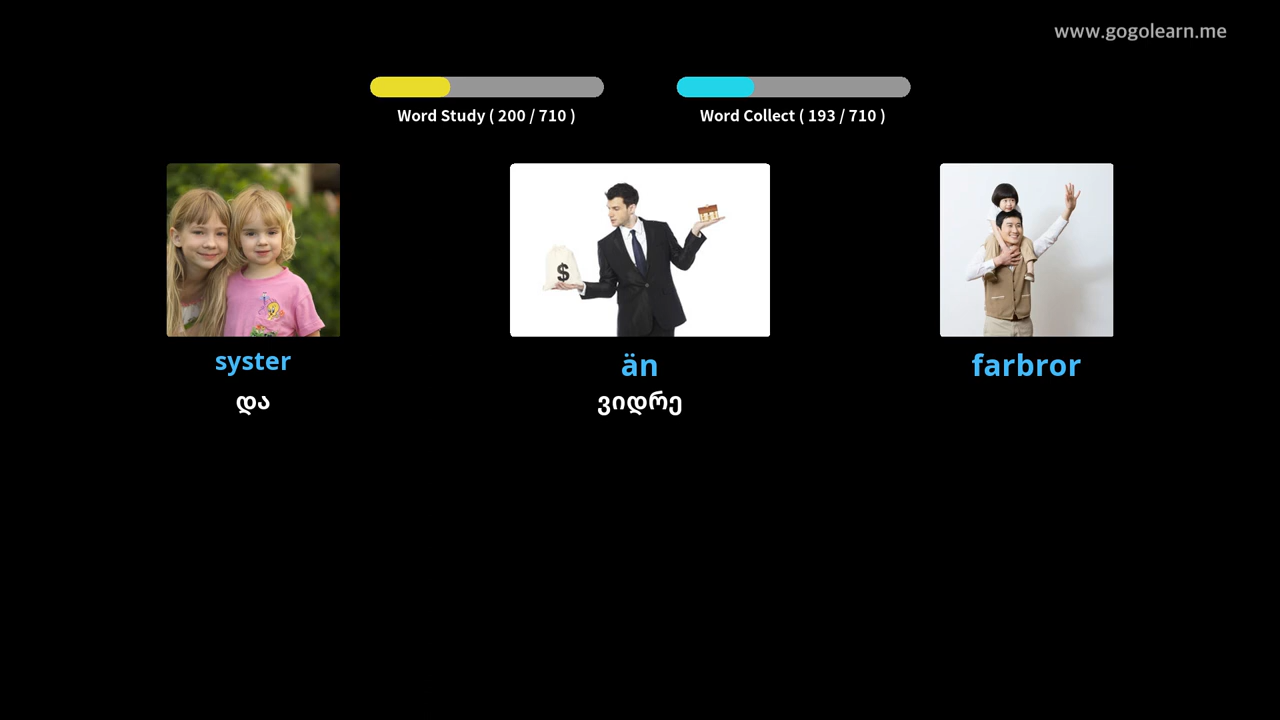 www.gogolearn.me
Word Study ( 200 / 710 )
Word Collect ( 193 / 710 )
$
syster
და
än
ვიდრე
farbror